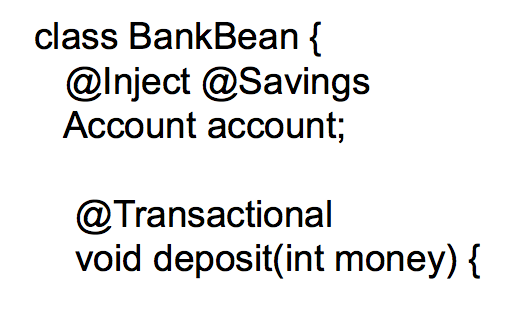 class BankBean {
@Inject @Savings
Account account;
@Transactional
void deposit(int money) {